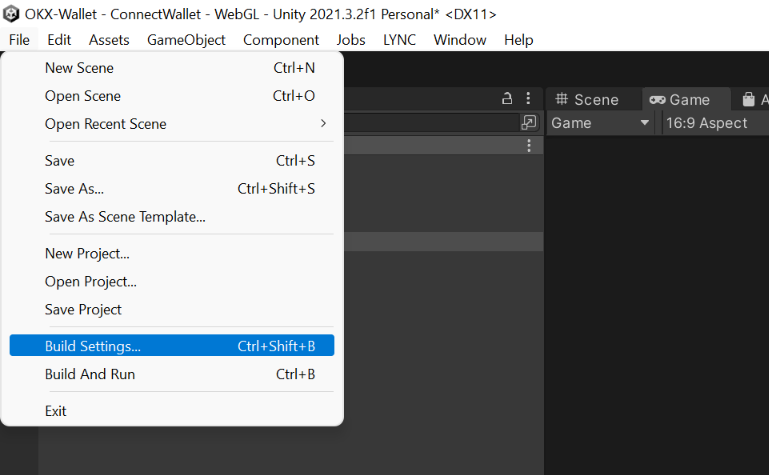 OKX-Wallet - ConnectWallet - WebGL - Unity 2021.3.2f1 Personal* <DX11>
File Edit Assets GameObject Component Jobs LYNC Window Help
New Scene Ctrl+N
Open Scene Ctrl+O
Open Recent Scene
Save Ctrl+S
Save As... Ctrl+Shift+S
Save As Scene Template...
New Project...
Open Project...
Save Project
Build Settings... Ctrl+Shift+B
Build And Run Ctrl+B
Exit
Scene Game A
Game 16:9 Aspect